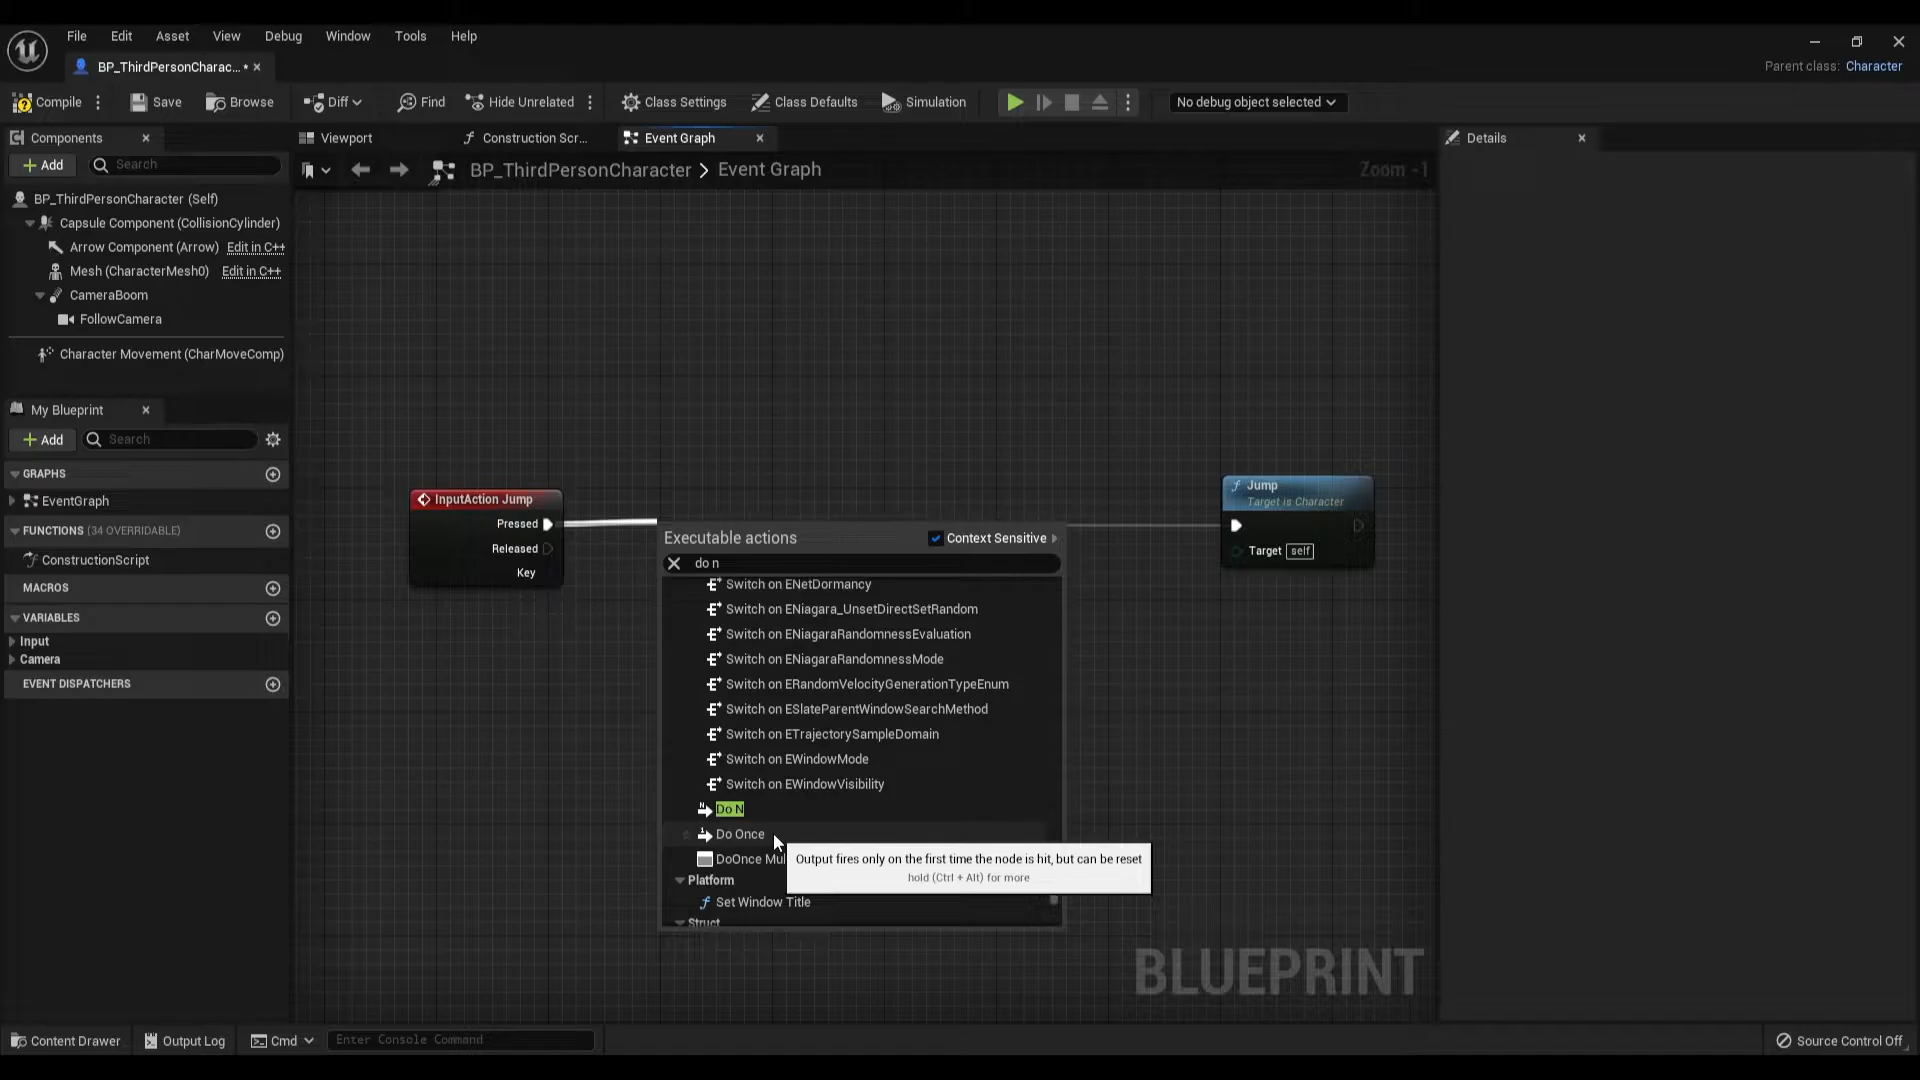 File Edit Asset View Debug Window Tools Help
BP_ThirdPersonCharac... •
Parent class: Character
Compile Save Browse Diff Find Hide Unrelated Class Settings Class Defaults Simulation No debug object selected
Components Viewport Construction Scr... Event Graph Details
Add Search
BP_ThirdPersonCharacter > Event Graph Zoom -1
BP_ThirdPersonCharacter (Self)
Capsule Component (CollisionCylinder)
Arrow Component (Arrow) Edit in C++
Mesh (CharacterMesh0) Edit in C++
CameraBoom
FollowCamera
Character Movement (CharMoveComp)
My Blueprint
Add Search
GRAPHS
EventGraph
FUNCTIONS (34 OVERRIDABLE)
ConstructionScript
MACROS
VARIABLES
Input
Camera
EVENT DISPATCHERS
InputAction Jump
Pressed
Released
Key
Executable actions Context Sensitive
do n
Switch on ENetDormancy
Switch on ENiagara_UnsetDirectSetRandom
Switch on ENiagaraRandomnessEvaluation
Switch on ENiagaraRandomnessMode
Switch on ERandomVelocityGenerationTypeEnum
Switch on ESlateParentWindowSearchMethod
Switch on ETrajectorySampleDomain
Switch on EWindowMode
Switch on EWindowVisibility
Do N
Do Once
DoOnce Mul
Output fires only on the first time the node is hit, but can be reset
hold (Ctrl + Alt) for more
Platform
Set Window Title
Struct
Jump
Target is Character
Target self
BLUEPRINT
Content Drawer Output Log Cmd Enter Console Command Source Control Off